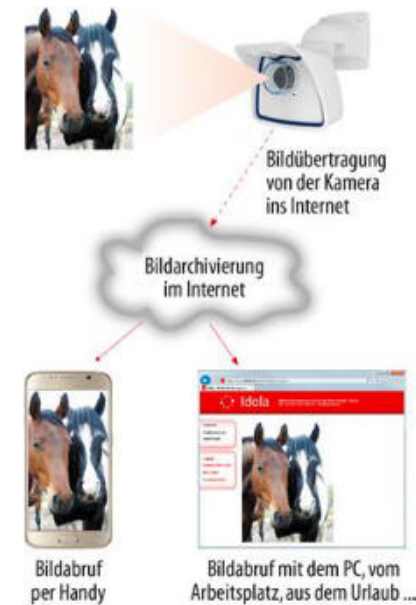 Bildübertragung
von der Kamera
ins Internet
Bildarchivierung
im Internet
Idola
Bildabruf
per Handy
Bildabruf mit dem PC, vom
Arbeitsplatz, aus dem Urlaub ...